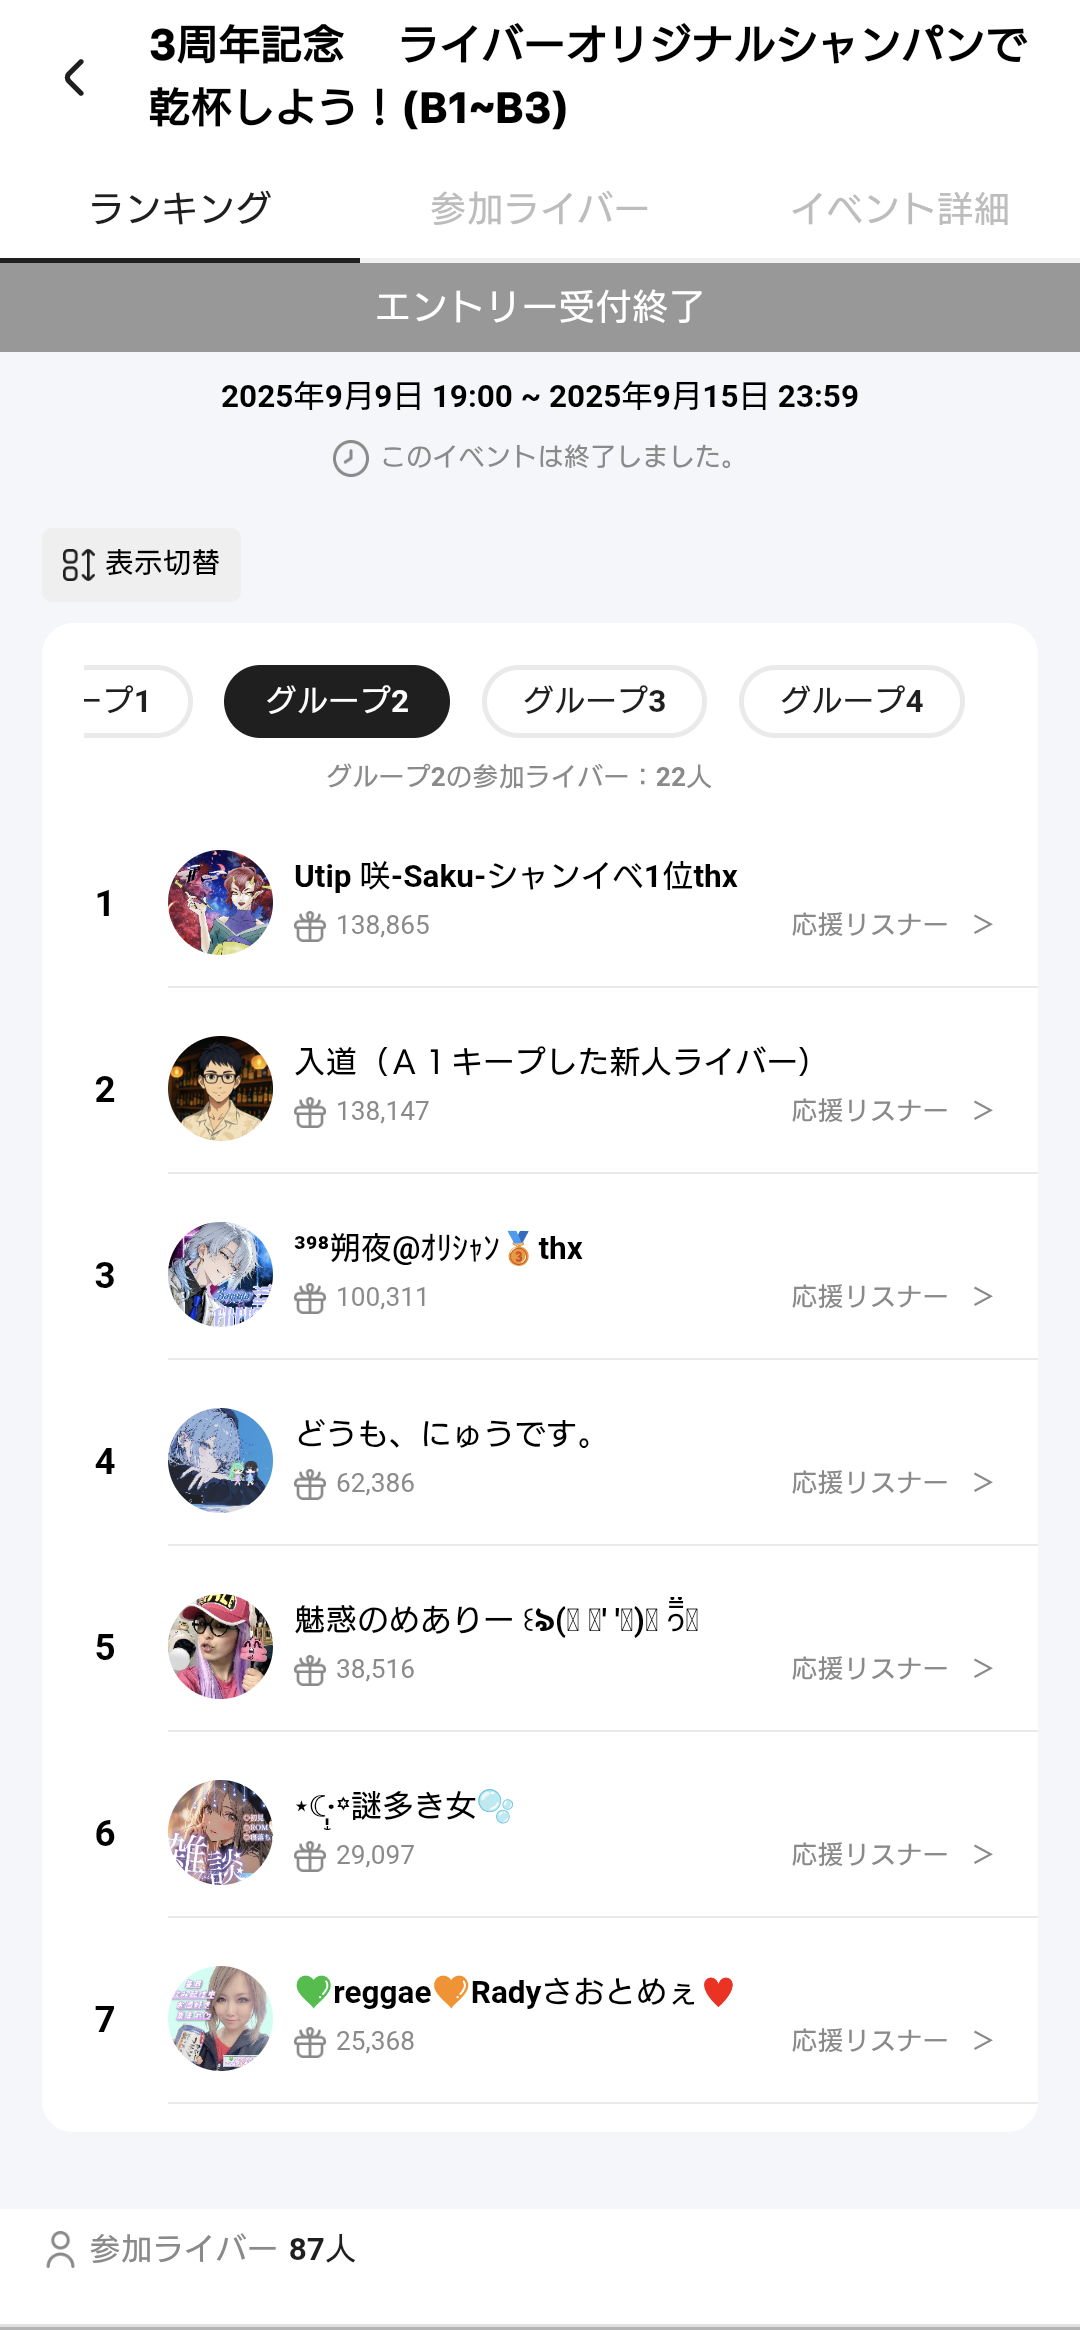 3周年記念　ライバーオリジナルシャンパンで
乾杯しよう！(B1~B3)
ランキング
参加ライバー
イベント詳細
エントリー受付終了
2025年9月9日 19:00 ~ 2025年9月15日 23:59
このイベントは終了しました。
表示切替
ープ1
グループ2
グループ3
グループ4
グループ2の参加ライバー：22人
1
Utip 咲-Saku-シャンイベ1位thx
138,865
応援リスナー >
2
入道（Ａ１キープした新人ライバー）
138,147
応援リスナー >
3
³⁹⁸朔夜@ｵﾘｼｬﾝ🥉thx
100,311
応援リスナー >
4
どうも、にゅうです。
62,386
応援リスナー >
5
魅惑のめありー
38,516
応援リスナー >
6
謎多き女🫧
29,097
応援リスナー >
雑談
7
💚reggae🧡Radyさおとめぇ♥️
25,368
応援リスナー >
参加ライバー 87人